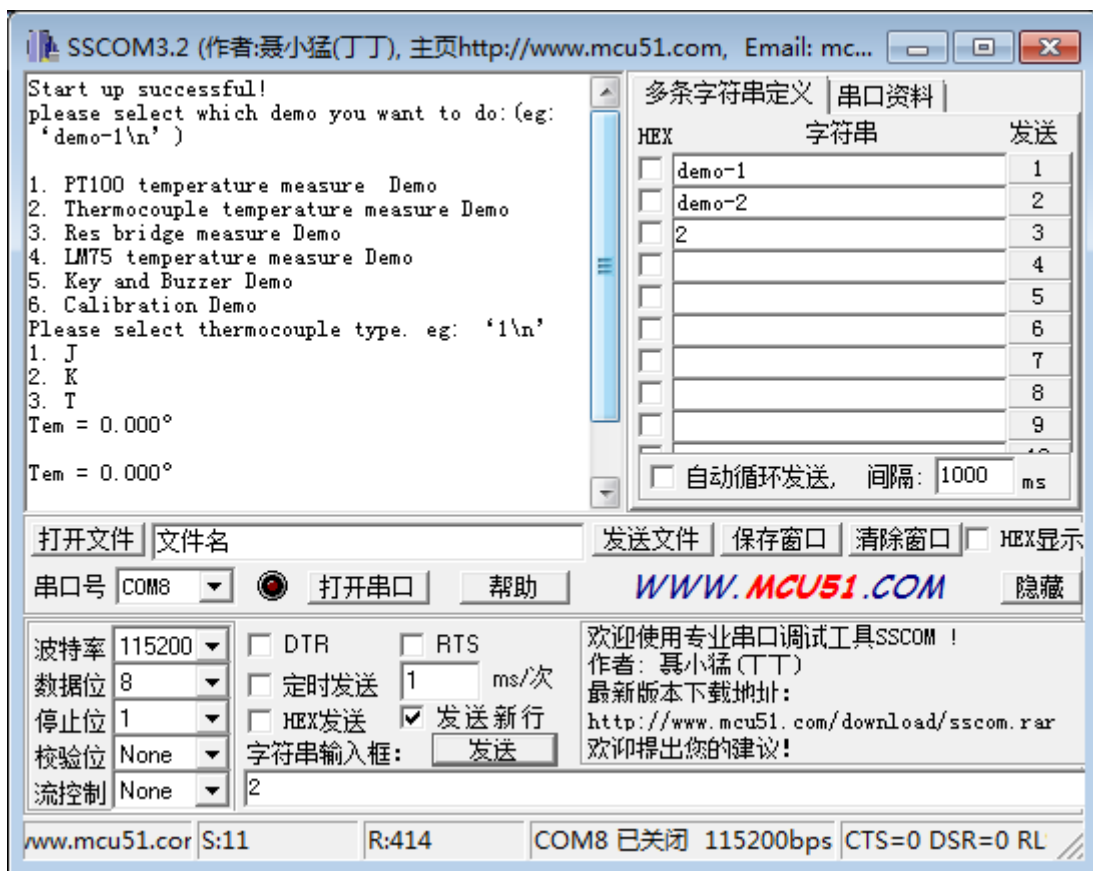 SSCOM3.2 (作者:聂小猛(丁丁), 主页http://www.mcu51.com, Email: mc...
Start up successful!
please select which demo you want to do:(eg:
‘demo-1\n’)
1. PT100 temperature measure  Demo
2. Thermocouple temperature measure Demo
3. Res bridge measure Demo
4. LM75 temperature measure Demo
5. Key and Buzzer Demo
6. Calibration Demo
Please select thermocouple type. eg: ‘1\n’
1. J
2. K
3. T
Tem = 0.000°
Tem = 0.000°
多条字符串定义 串口资料
HEX 字符串 发送
demo-1 1
demo-2 2
2 3
4
5
6
7
8
9
自动循环发送, 间隔: 1000 ms
打开文件 文件名 发送文件 保存窗口 清除窗口 HEX显示
串口号 COM8 打开串口 帮助 WWW.MCU51.COM 隐藏
波特率 115200 DTR RTS
数据位 8 定时发送 1 ms/次
停止位 1 HEX发送 发送新行
校验位 None 字符串输入框: 发送
流控制 None 2
欢迎使用专业串口调试工具SSCOM !
作者: 聂小猛(丁丁)
最新版本下载地址:
http://www.mcu51.com/download/sscom.rar
欢迎提出您的建议!
www.mcu51.cor S:11 R:414 COM8 已关闭 115200bps CTS=0 DSR=0 RL